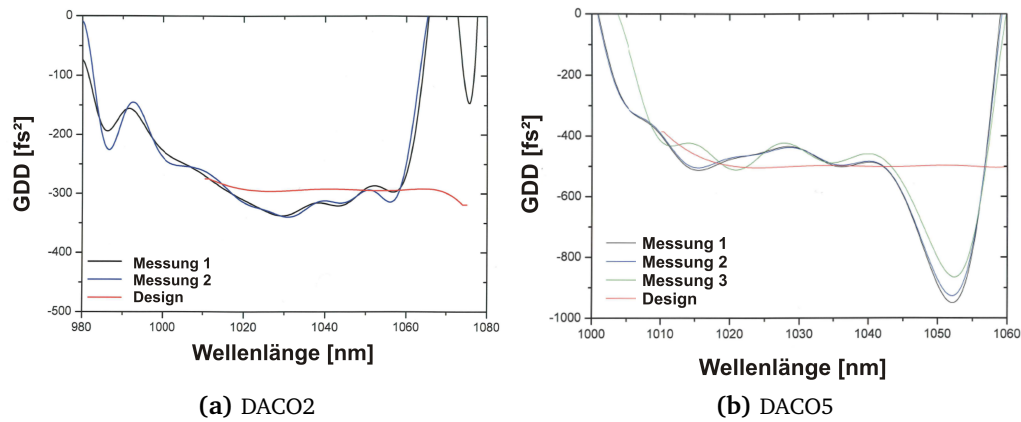 0
-100
-200
-300
-400
-500
GDD [fs²]
Messung 1
Messung 2
Design
980 1000 1020 1040 1060 1080
Wellenlänge [nm]
(a) DACO2
0
-200
-400
-600
-800
-1000
GDD [fs²]
Messung 1
Messung 2
Messung 3
Design
1000 1010 1020 1030 1040 1050 1060
Wellenlänge [nm]
(b) DACO5